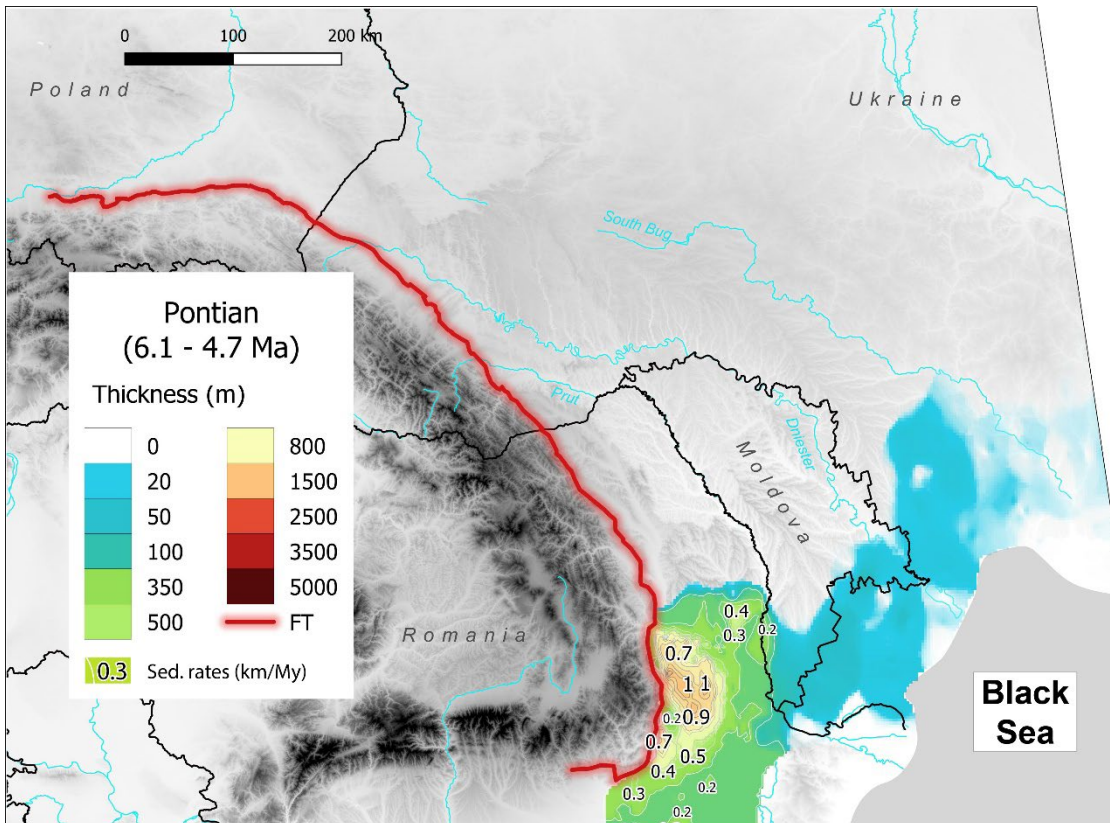 0 100 200 km
Poland
Ukraine
South Bug
Pontian
(6.1 - 4.7 Ma)
Thickness (m)
0 800
20 1500
50 2500
100 3500
350 5000
500 FT
0.3 Sed. rates (km/My)
Prut
Dniester
Moldova
Romania
0.4
0.3 0.2
0.7
1 1
0.2 0.9
0.7
0.5
0.4
0.3
0.2
0.2
0.2
Black
Sea